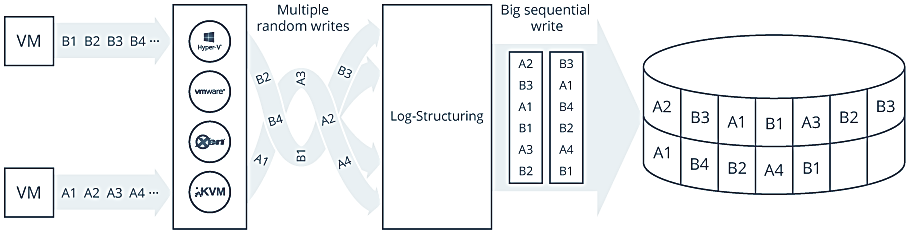 VM
B1 B2 B3 B4 ...
VM
A1 A2 A3 A4 ...
Hyper-V
vmware
Xen
KVM
Multiple
random writes
B2
A3
B3
B4
A2
A1
B1
A4
Log-Structuring
Big sequential
write
A2 B3
B3 A1
A1 B4
B1 B2
A3 A4
B2 B1
A2 B3 A1 B1 A3 B2 B3
A1 B4 B2 A4 B1